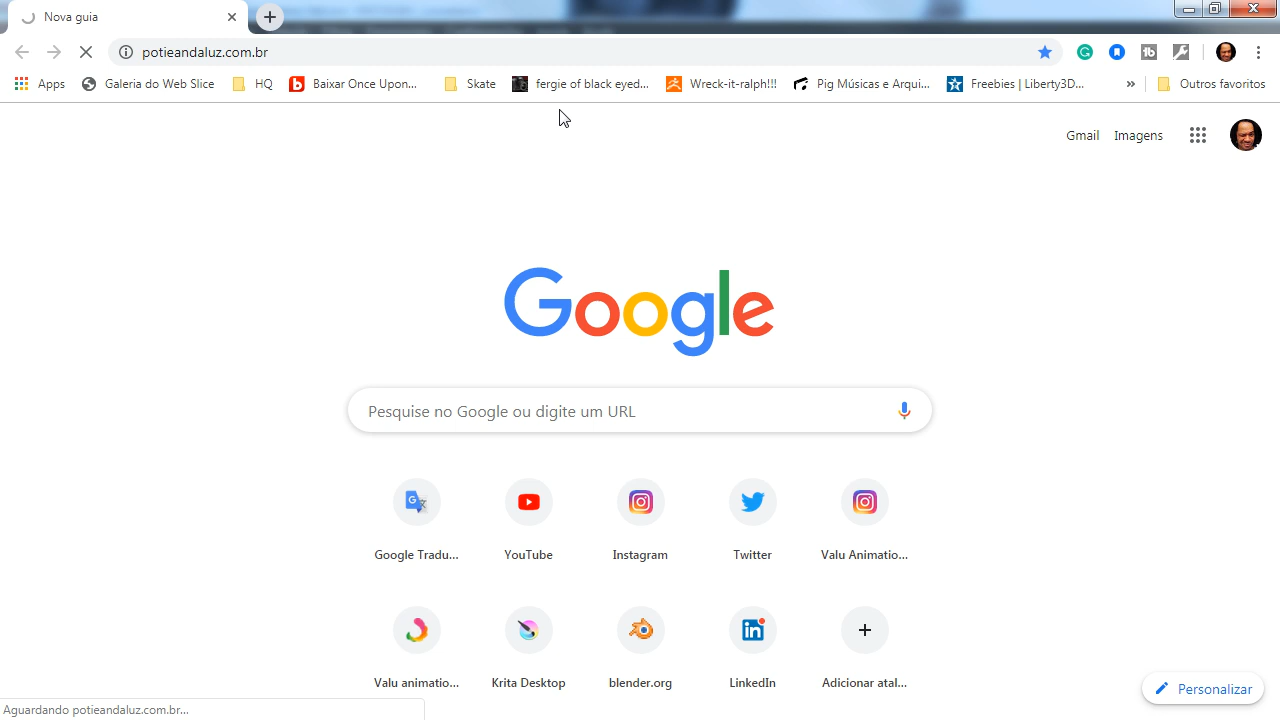 Nova guia
potieandaluz.com.br
Apps Galeria do Web Slice HQ Baixar Once Upon... Skate fergie of black eyed... Wreck-it-ralph!!! Pig Músicas e Arqui... Freebies | Liberty3D... » Outros favoritos
Gmail Imagens
Google
Pesquise no Google ou digite um URL
Google Tradu... YouTube Instagram Twitter Valu Animatio...
Valu animatio... Krita Desktop blender.org LinkedIn Adicionar atal...
Personalizar
Aguardando potieandaluz.com.br...